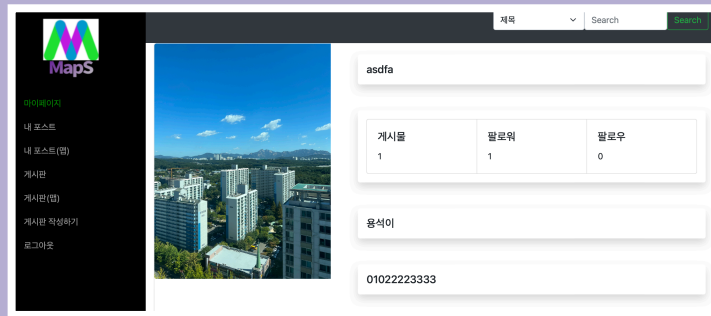 MapS
마이페이지
내 포스트
내 포스트(맵)
게시판
게시판(맵)
게시판 작성하기
로그아웃
제목 Search Search
asdfa
게시물 팔로워 팔로우
1 1 0
용석이
01022223333